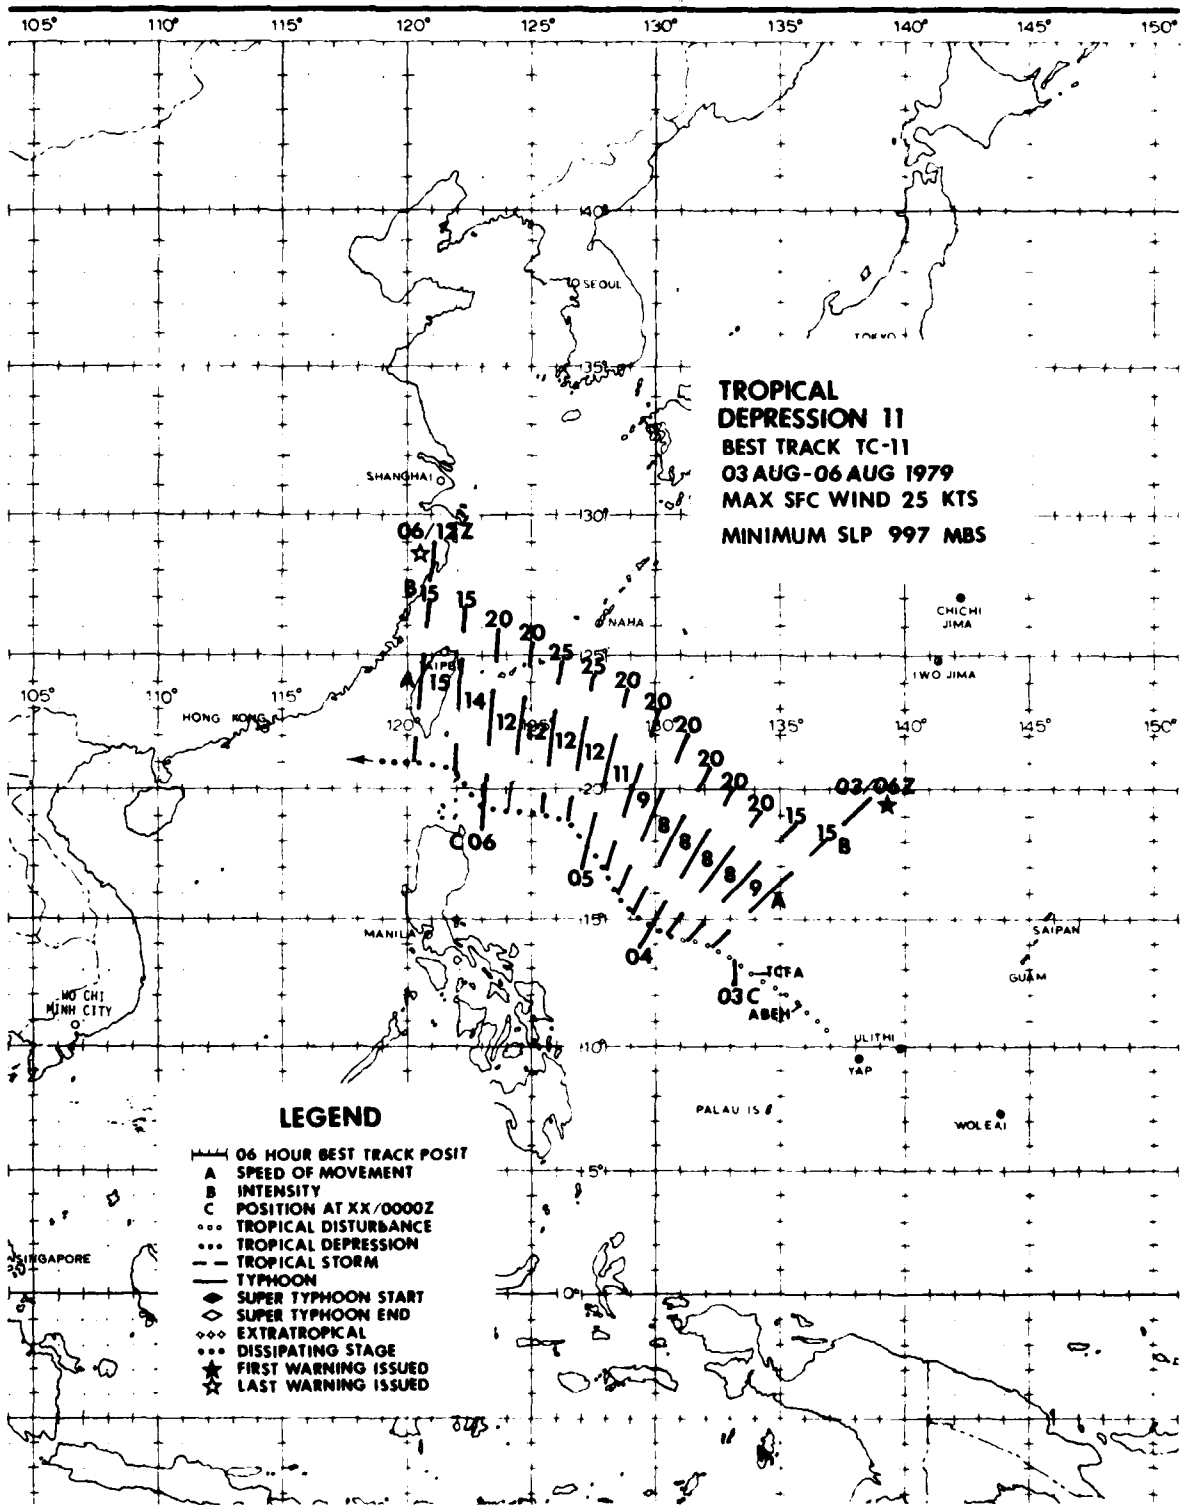 105° 110° 115° 120° 125° 130° 135° 140° 145° 150°
40°
SEOUL
TOKYO
35°
TROPICAL
DEPRESSION 11
BEST TRACK TC-11
03 AUG-06 AUG 1979
MAX SFC WIND 25 KTS
MINIMUM SLP 997 MBS
SHANGHAI
30°
06/12Z
B
15 15 20 20 25 25 20 20 20 20 20 20 15 15 B
NAHA
CHICHI
JIMA
25°
IWO JIMA
A
15 14 12 12 12 12 11 9 8 8 8 8 9
A
HONG KONG
105° 110° 115° 120° 125° 130° 135° 140° 145° 150°
20°
03/06Z
C 06
05
15°
MANILA
04
SAIPAN
GUAM
TCFA
03 C
HO CHI
MINH CITY
10°
ULITHI
YAP
PALAU IS
WOLEAI
LEGEND
06 HOUR BEST TRACK POSIT
A SPEED OF MOVEMENT
B INTENSITY
C POSITION AT XX/0000Z
TROPICAL DISTURBANCE
TROPICAL DEPRESSION
TROPICAL STORM
TYPHOON
SUPER TYPHOON START
SUPER TYPHOON END
EXTRATROPICAL
DISSIPATING STAGE
FIRST WARNING ISSUED
LAST WARNING ISSUED
5°
SINGAPORE
0°